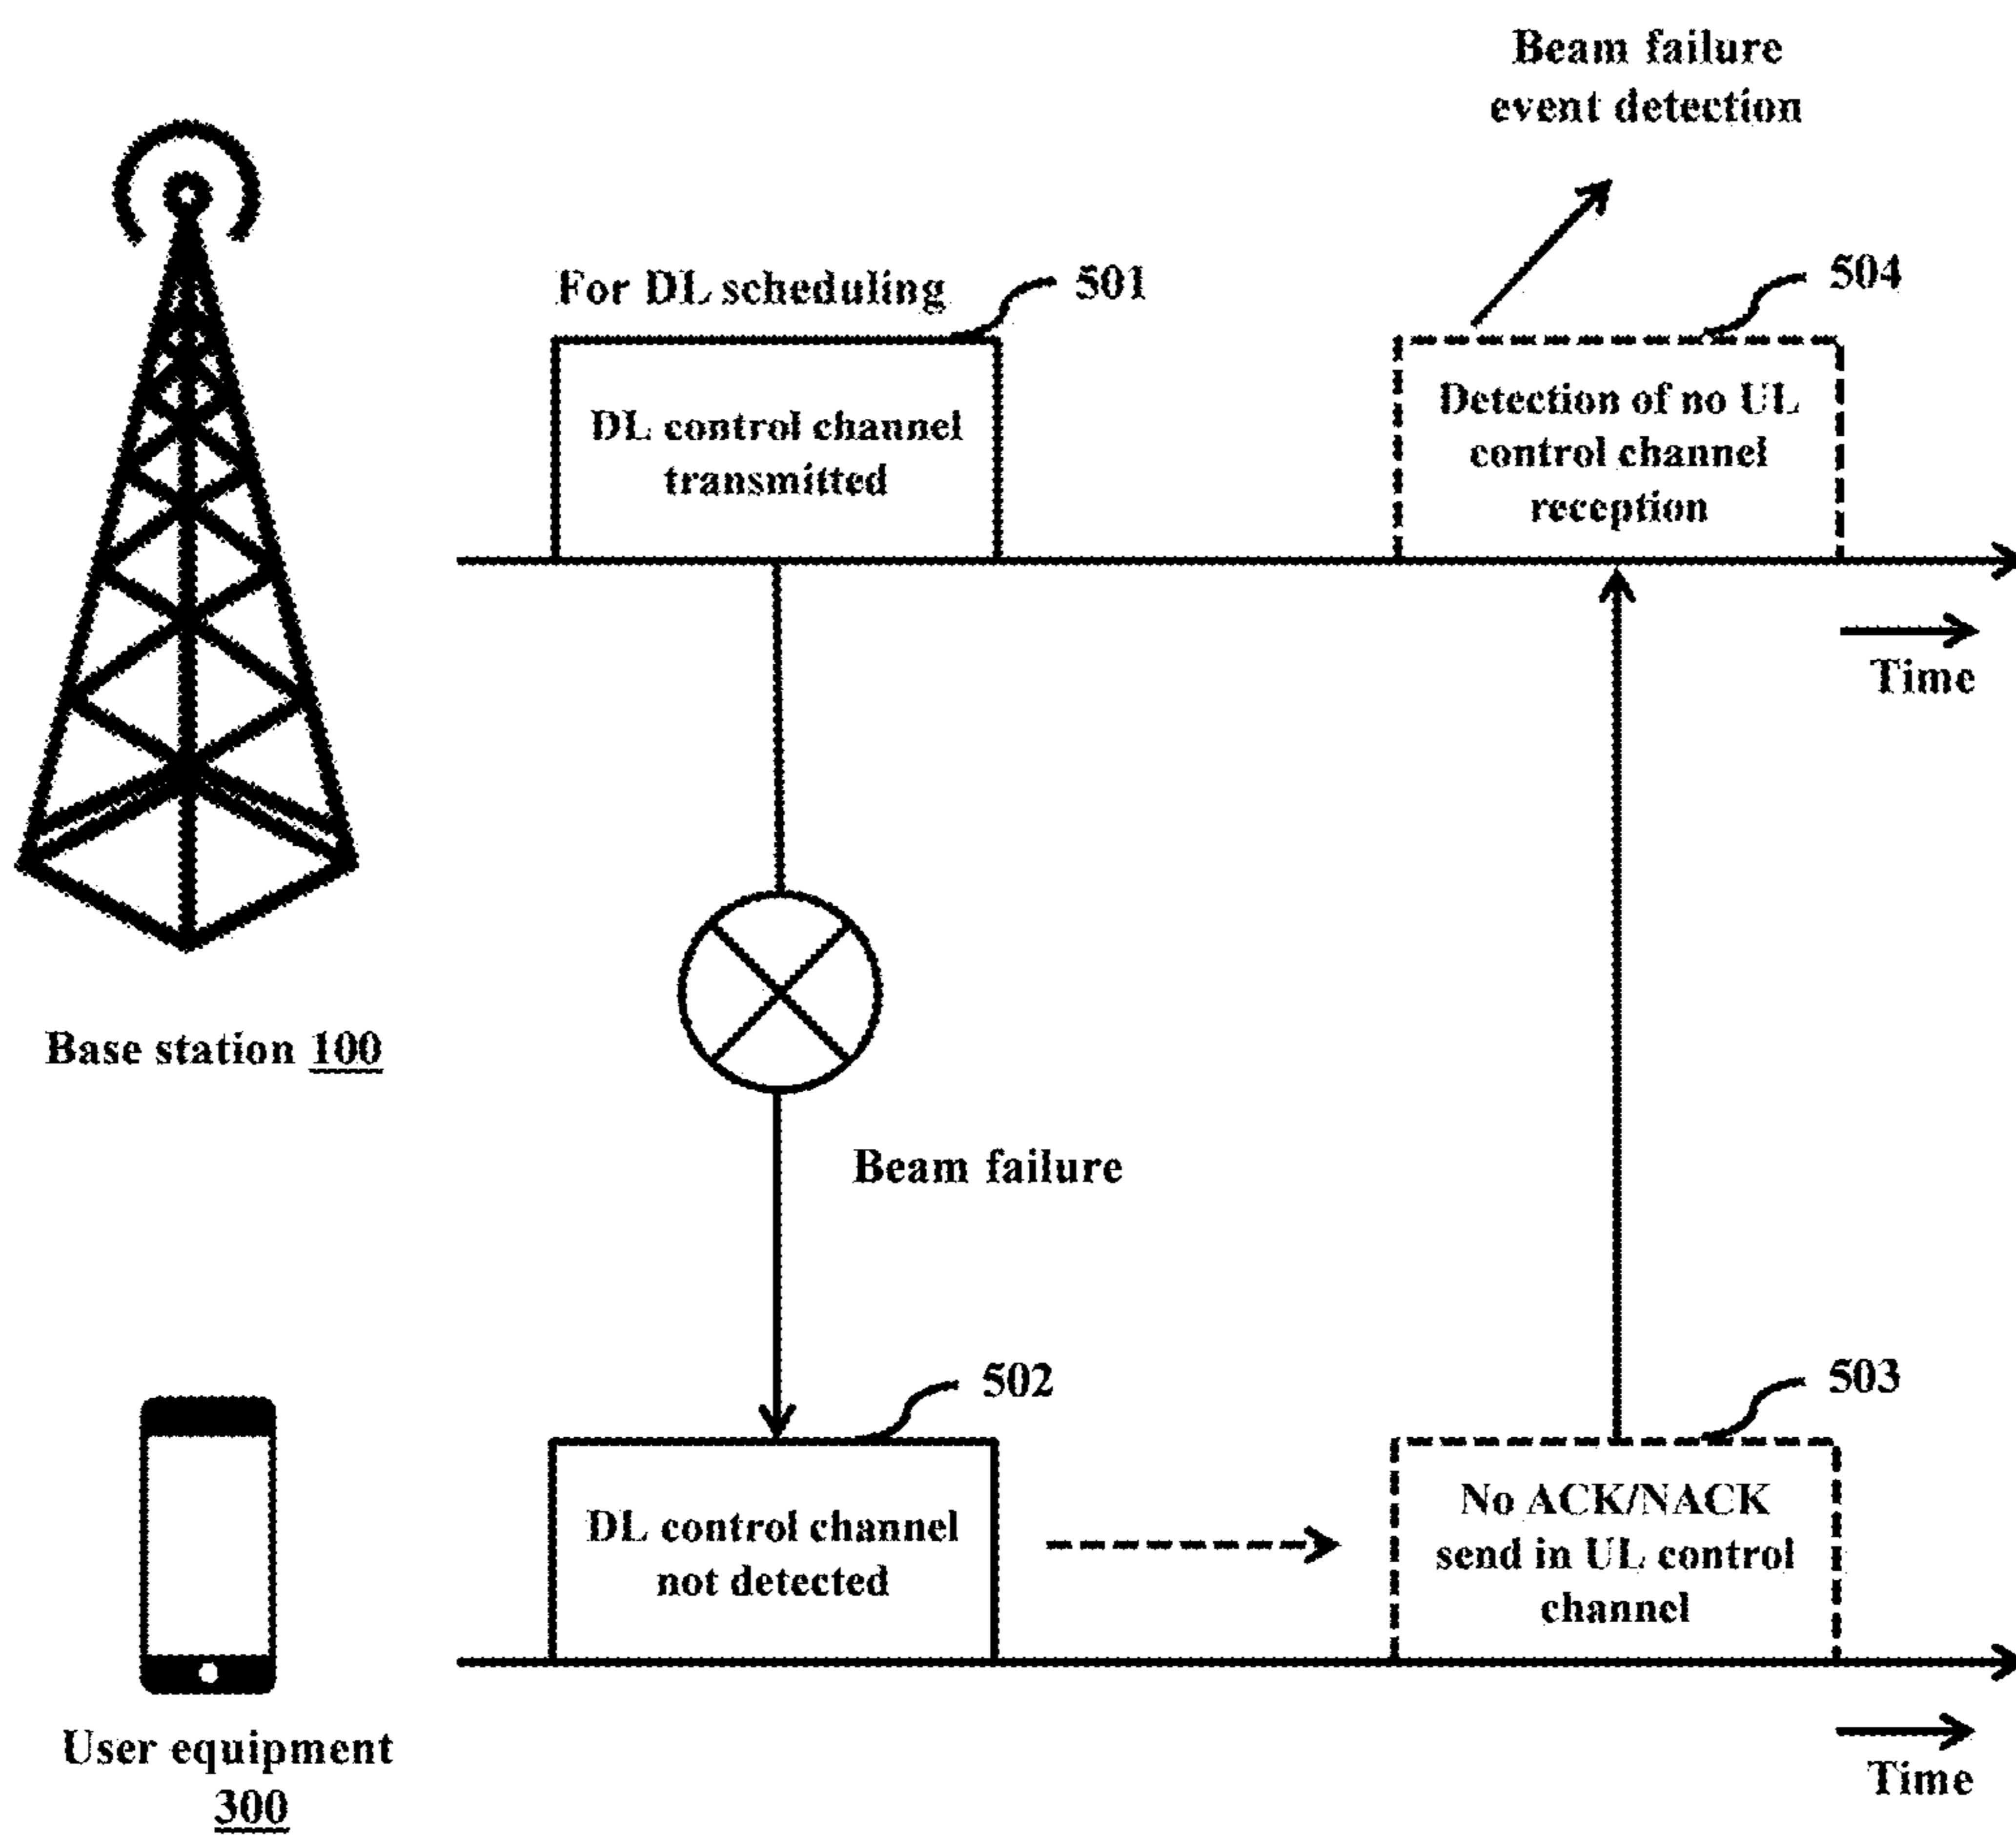 Beam failure
event detection
For DL scheduling
501
504
DL control channel
transmitted
Detection of no UL
control channel
reception
Time
Base station 100
Beam failure
502
503
DL control channel
not detected
No ACK/NACK
send in UL control
channel
User equipment
300
Time